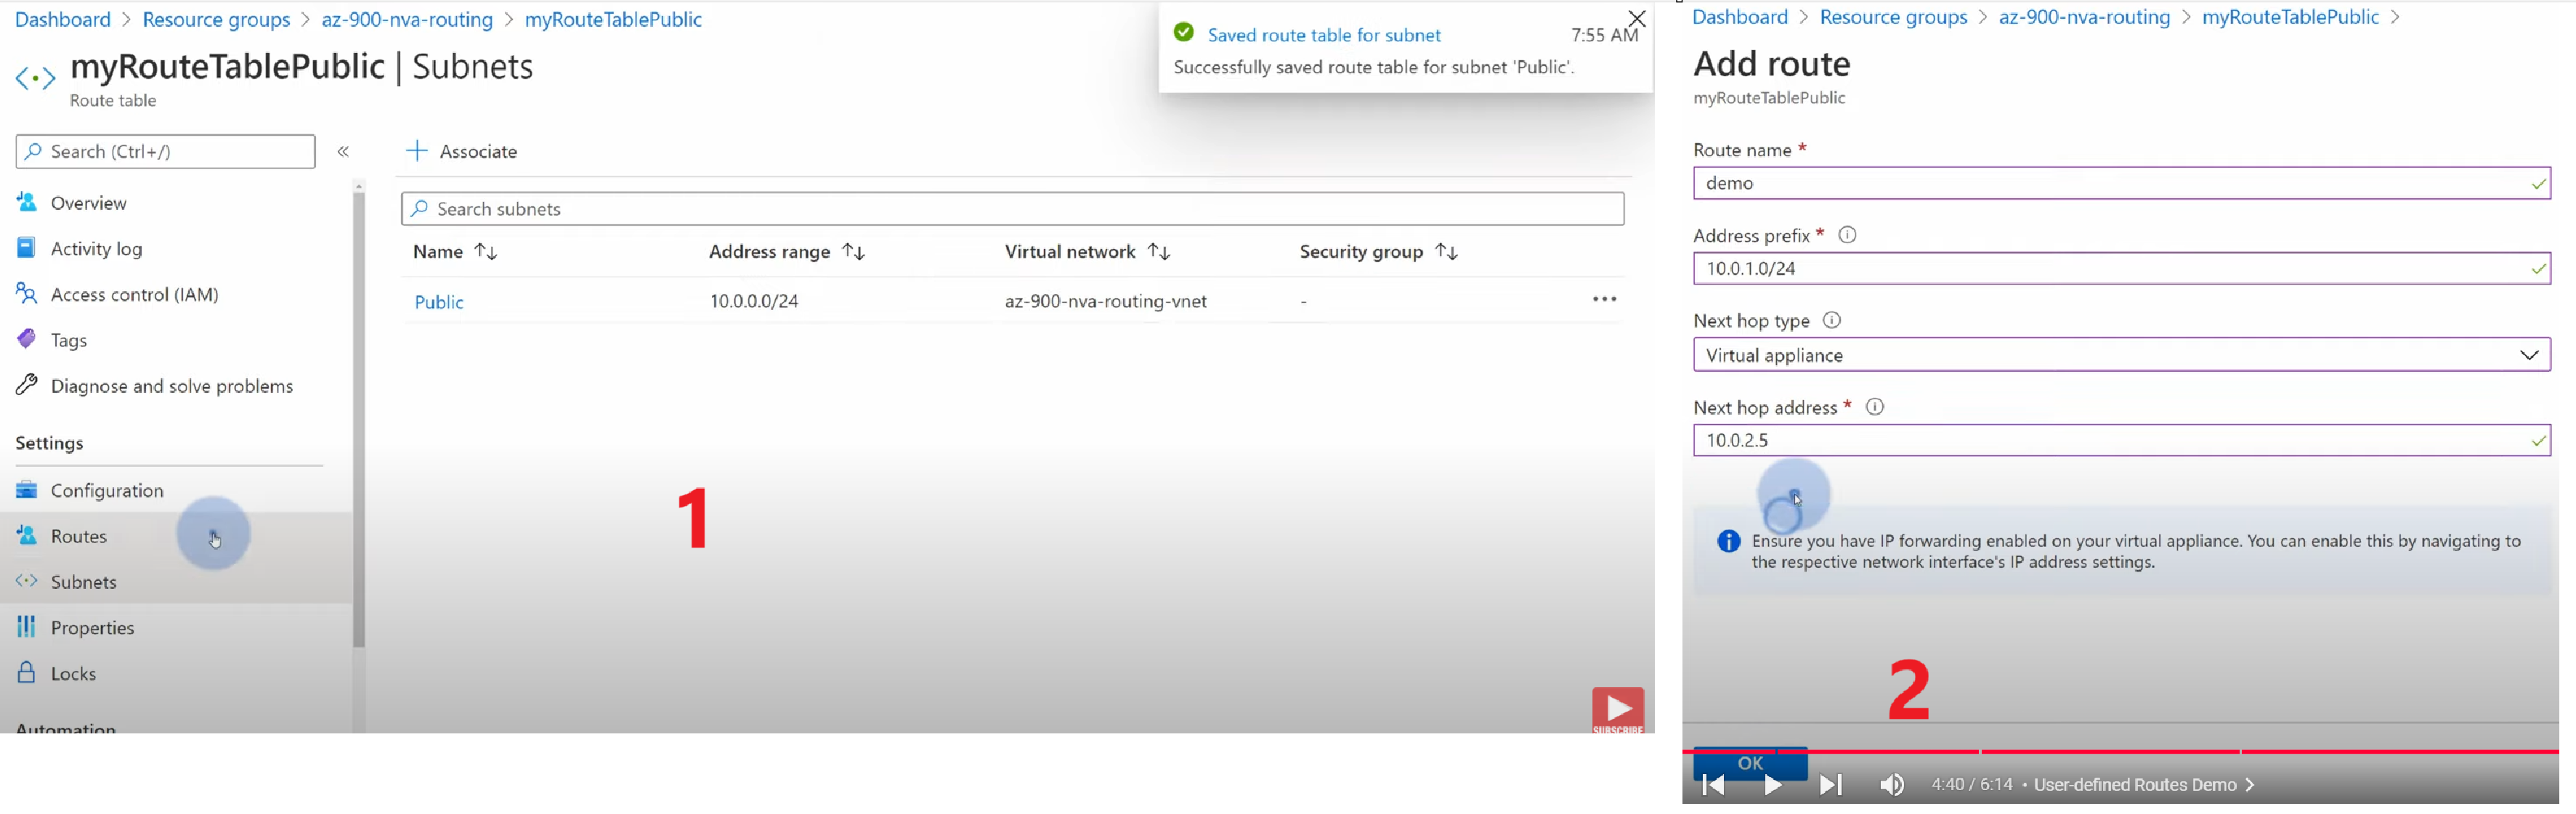 Dashboard > Resource groups > az-900-nva-routing > myRouteTablePublic
myRouteTablePublic | Subnets
Route table
Saved route table for subnet 7:55 AM
Successfully saved route table for subnet 'Public'.
Search (Ctrl+/)
«
Overview
Activity log
Access control (IAM)
Tags
Diagnose and solve problems
Settings
Configuration
Routes
Subnets
Properties
Locks
Automation
+ Associate
Search subnets
Name ↑↓ Address range ↑↓ Virtual network ↑↓ Security group ↑↓
Public 10.0.0.0/24 az-900-nva-routing-vnet - ...
1
SUBSCRIBE
Dashboard > Resource groups > az-900-nva-routing > myRouteTablePublic >
Add route
myRouteTablePublic
Route name *
demo
Address prefix *
10.0.1.0/24
Next hop type
Virtual appliance
Next hop address *
10.0.2.5
Ensure you have IP forwarding enabled on your virtual appliance. You can enable this by navigating to
the respective network interface's IP address settings.
2
OK
4:40 / 6:14 • User-defined Routes Demo >